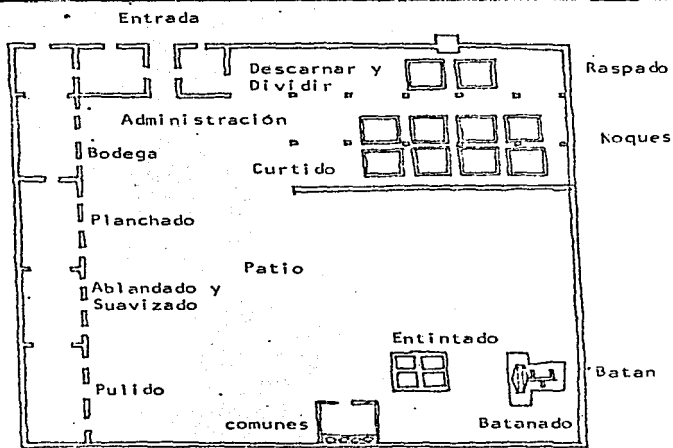 Entrada
Descarnar y
Dividir
Raspado
Administración
Noques
Bodega
Curtido
Planchado
Patio
Ablandado y
Suavizado
Entintado
Pulido
Batan
comunes
Batanado